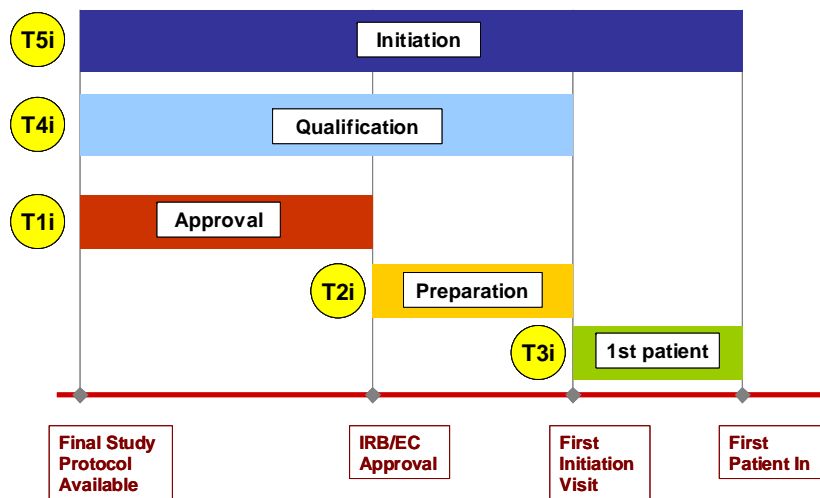 T5i
Initiation
T4i
Qualification
T1i
Approval
T2i
Preparation
T3i
1st patient
Final Study
Protocol
Available
IRB/EC
Approval
First
Initiation
Visit
First
Patient In